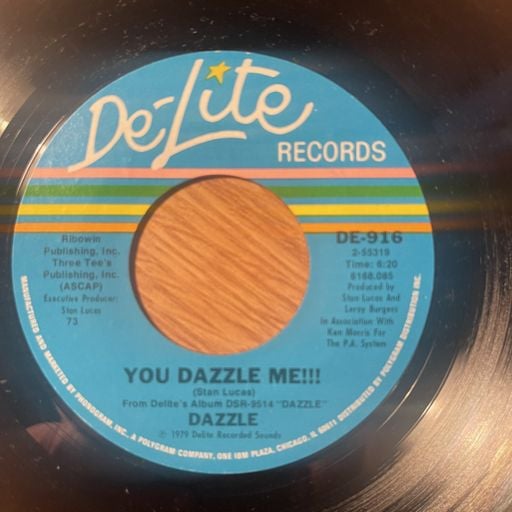 De-Lite
RECORDS
Ribowin
Publishing, Inc.
Three Tee's
Publishing, Inc.
(ASCAP)
Executive Producer:
Stan Lucas
73
DE-916
2-55319
Time: 6:20
8168.085
Produced by
Stan Lucas And
Leroy Burgess
In Association With
Ken Morris For
The P.A. System
YOU DAZZLE ME!!!
(Stan Lucas)
From Delite's Album DSR-9514 "DAZZLE"
DAZZLE
℗ 1979 Delite Recorded Sounds
MANUFACTURED AND MARKETED BY PHONOGRAM, INC., A POLYGRAM COMPANY, ONE IBM PLAZA, CHICAGO, IL 60611 DISTRIBUTED BY POLYGRAM DISTRIBUTION INC.